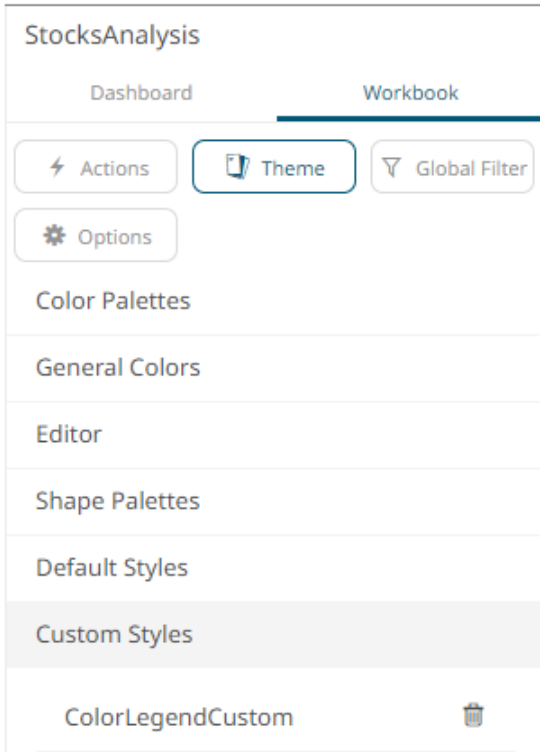 StocksAnalysis
Dashboard Workbook
Actions Theme Global Filter
Options
Color Palettes
General Colors
Editor
Shape Palettes
Default Styles
Custom Styles
ColorLegendCustom